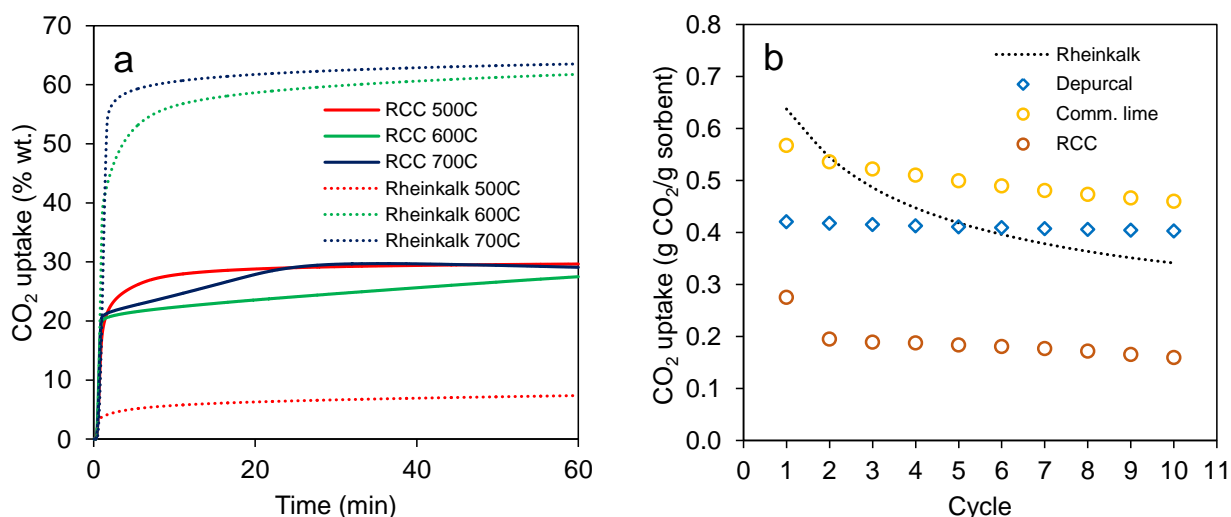 a
CO2 uptake (% wt.)
70
60
50
40
30
20
10
0
RCC 500C
RCC 600C
RCC 700C
Rheinkalk 500C
Rheinkalk 600C
Rheinkalk 700C
0 20 40 60
Time (min)
b
CO2 uptake (g CO2/g sorbent)
0.8
0.7
0.6
0.5
0.4
0.3
0.2
0.1
0.0
Rheinkalk
Depurcal
Comm. lime
RCC
0 1 2 3 4 5 6 7 8 9 10 11
Cycle